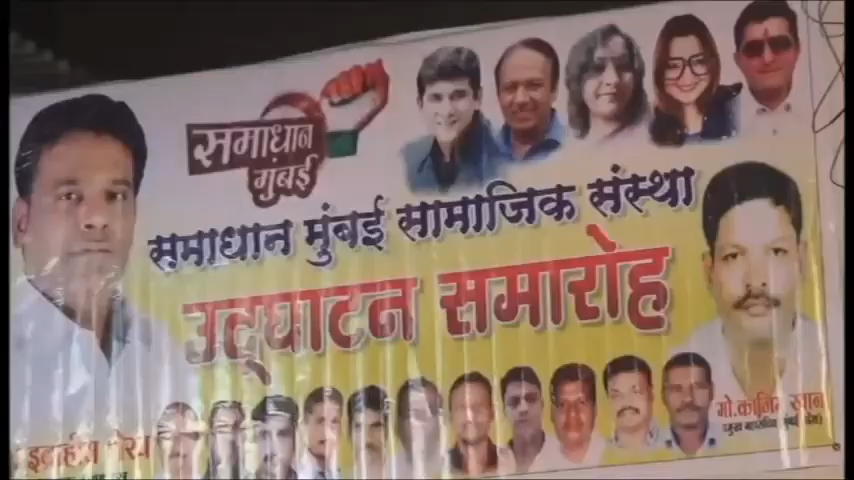 समाधान
मुंबई
समाधान मुंबई सामाजिक संस्था
उद्घाटन समारोह
मो.कासिम खान